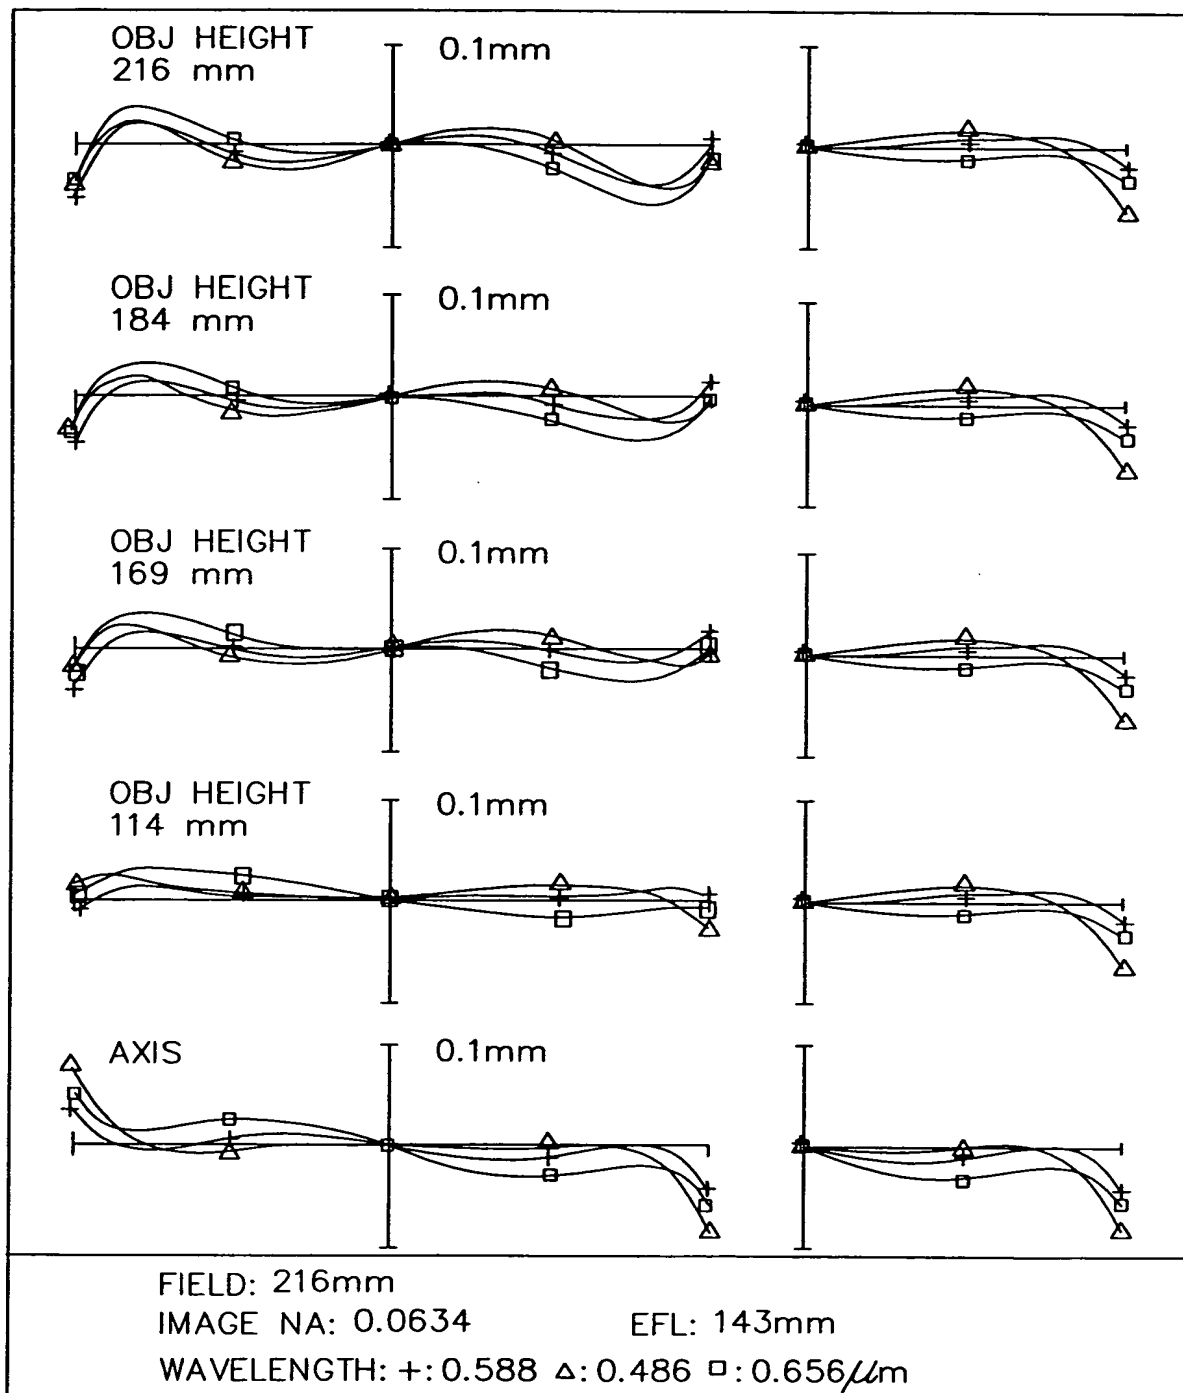 OBJ HEIGHT
216 mm
0.1mm
OBJ HEIGHT
184 mm
0.1mm
OBJ HEIGHT
169 mm
0.1mm
OBJ HEIGHT
114 mm
0.1mm
AXIS
0.1mm
FIELD: 216mm
IMAGE NA: 0.0634 EFL: 143mm
WAVELENGTH: +: 0.588 △: 0.486 □: 0.656μm